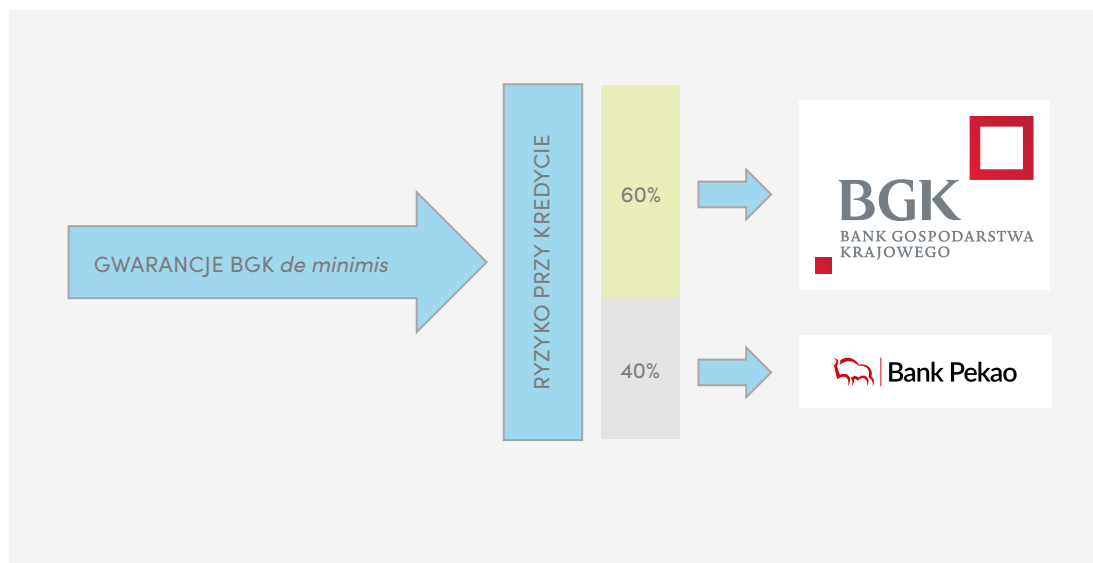 GWARANCJE BGK de minimis
RYZYKO PRZY KREDYCIE
60%
BGK
BANK GOSPODARSTWA
KRAJOWEGO
40%
Bank Pekao